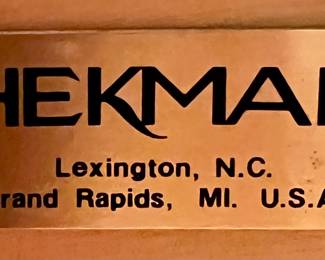 HEKMA
Lexington, N.C.
rand Rapids, MI. U.S.A